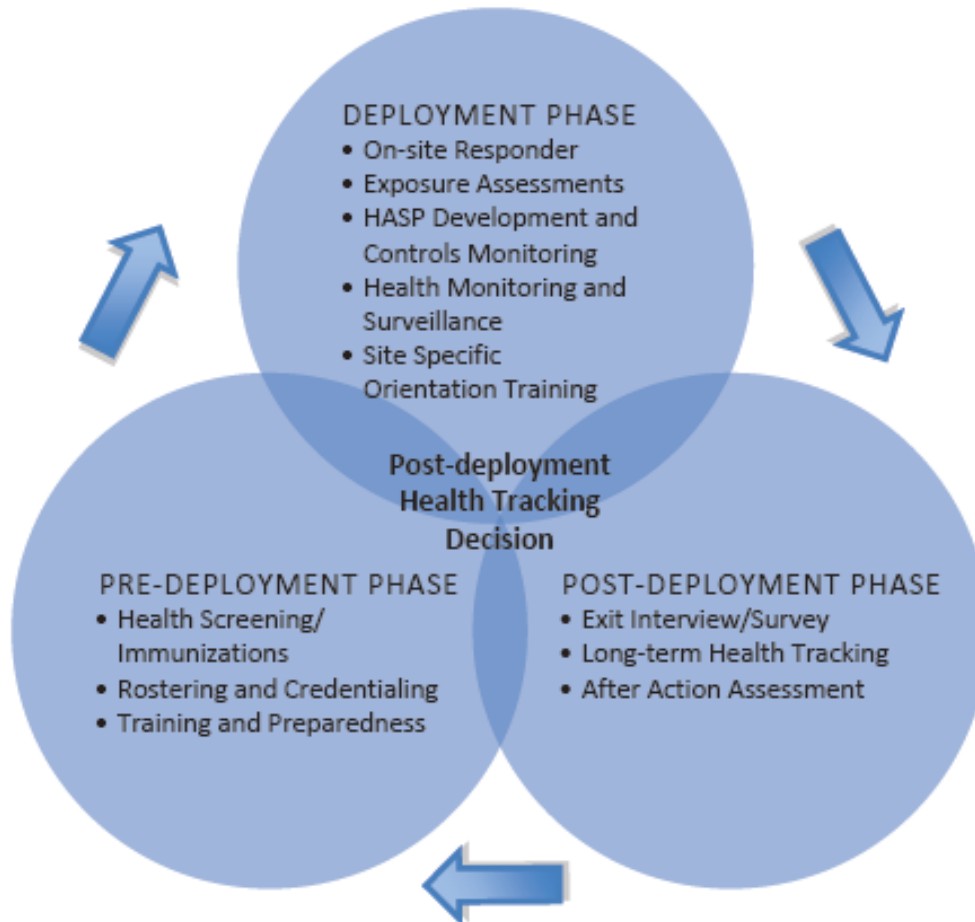 DEPLOYMENT PHASE
• On-site Responder
• Exposure Assessments
• HASP Development and
Controls Monitoring
• Health Monitoring and
Surveillance
• Site Specific
Orientation Training
Post-deployment
Health Tracking
Decision
PRE-DEPLOYMENT PHASE
• Health Screening/
Immunizations
• Rostering and Credentialing
• Training and Preparedness
POST-DEPLOYMENT PHASE
• Exit Interview/Survey
• Long-term Health Tracking
• After Action Assessment